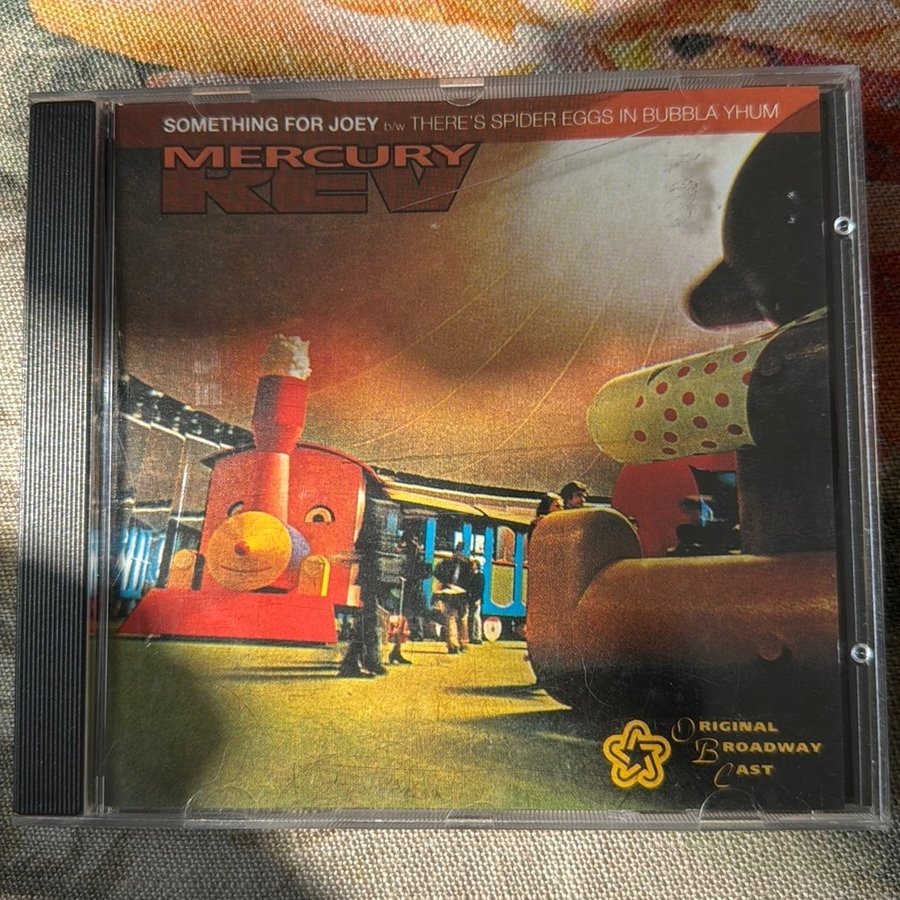 SOMETHING FOR JOEY b/w THERE'S SPIDER EGGS IN BUBBLA YHUM
MERCURY
REV
ORIGINAL
BROADWAY
CAST